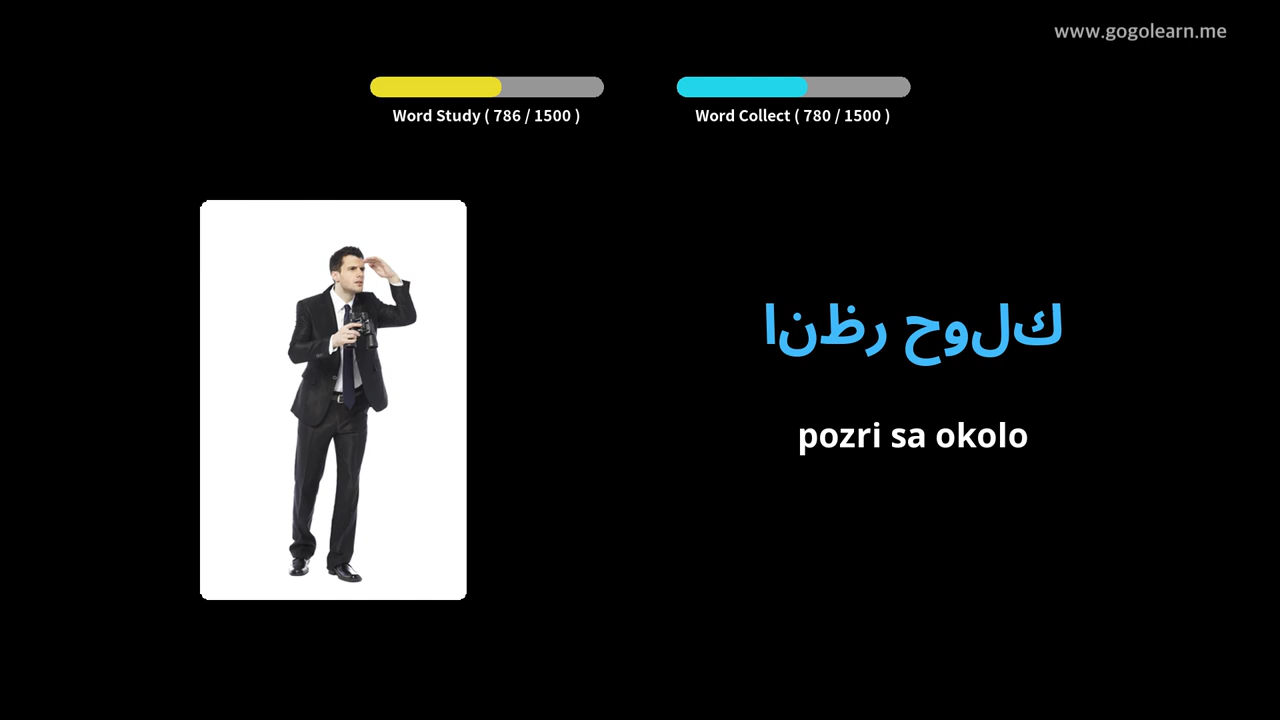 www.gogolearn.me
Word Study ( 786 / 1500 )
Word Collect ( 780 / 1500 )
انظر حولك
pozri sa okolo